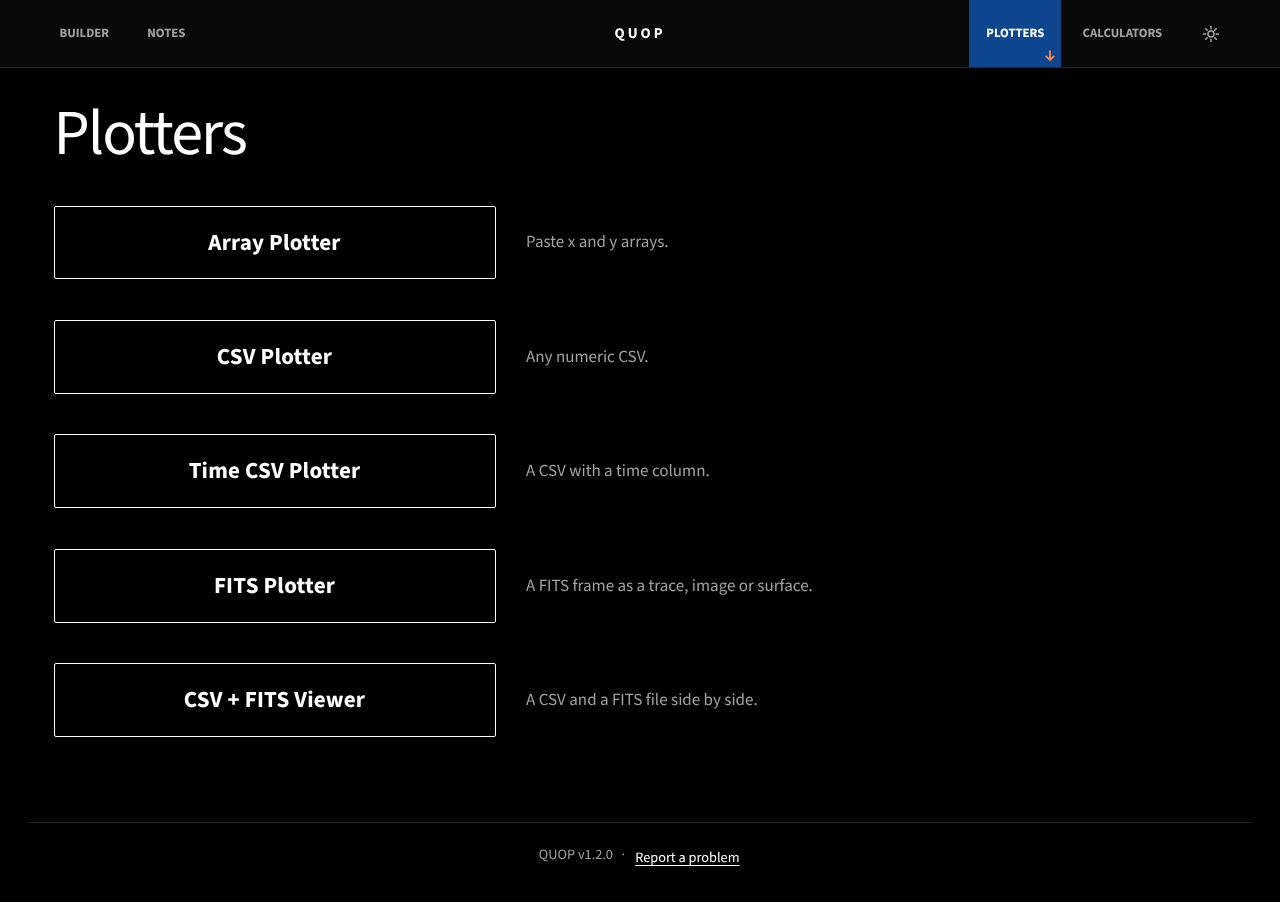 BUILDER NOTES QUOP PLOTTERS CALCULATORS
Plotters
Array Plotter Paste x and y arrays.
CSV Plotter Any numeric CSV.
Time CSV Plotter A CSV with a time column.
FITS Plotter A FITS frame as a trace, image or surface.
CSV + FITS Viewer A CSV and a FITS file side by side.
QUOP v1.2.0 · Report a problem